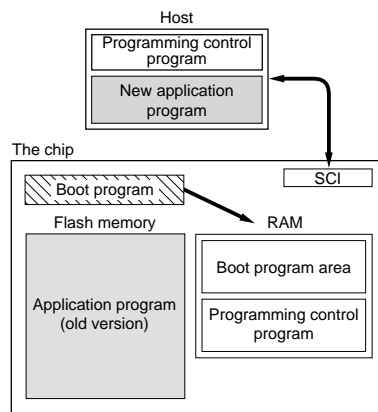 Host
Programming control
program
New application
program
The chip
SCI
Boot program
Flash memory
RAM
Application program
(old version)
Boot program area
Programming control
program